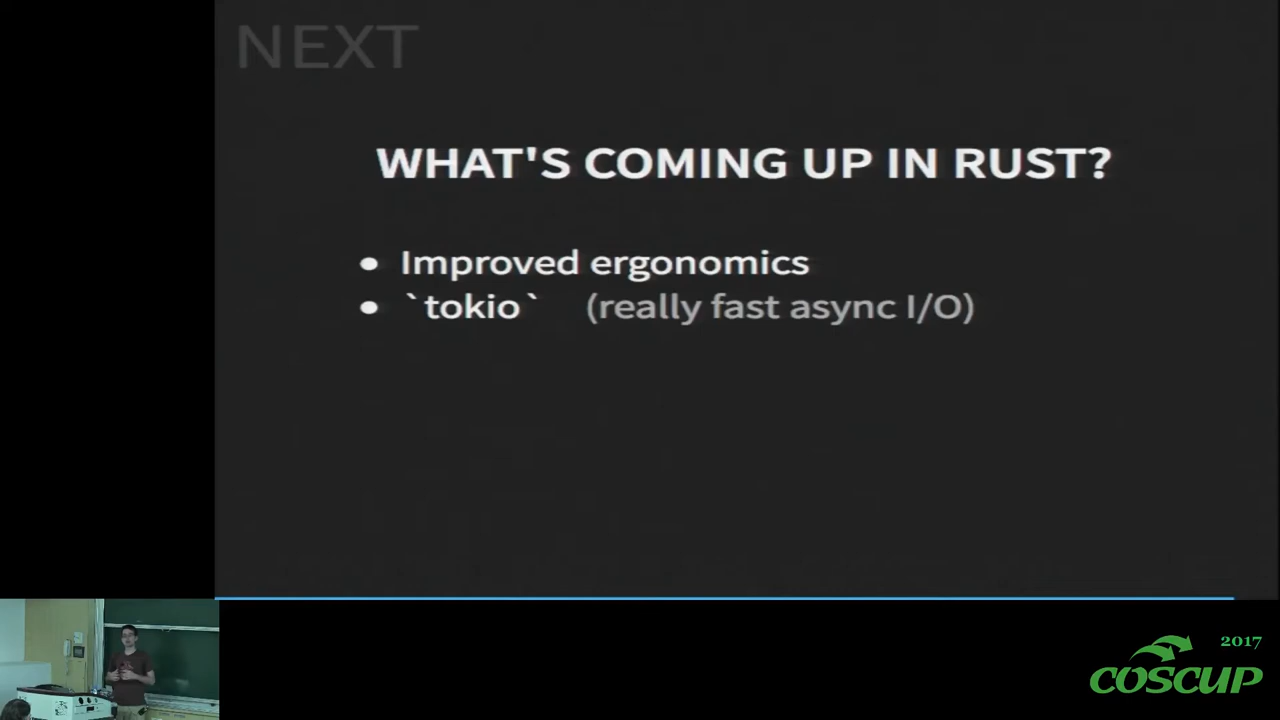 NEXT
WHAT'S COMING UP IN RUST?
• Improved ergonomics
• `tokio` (really fast async I/O)
2017
COSCUP